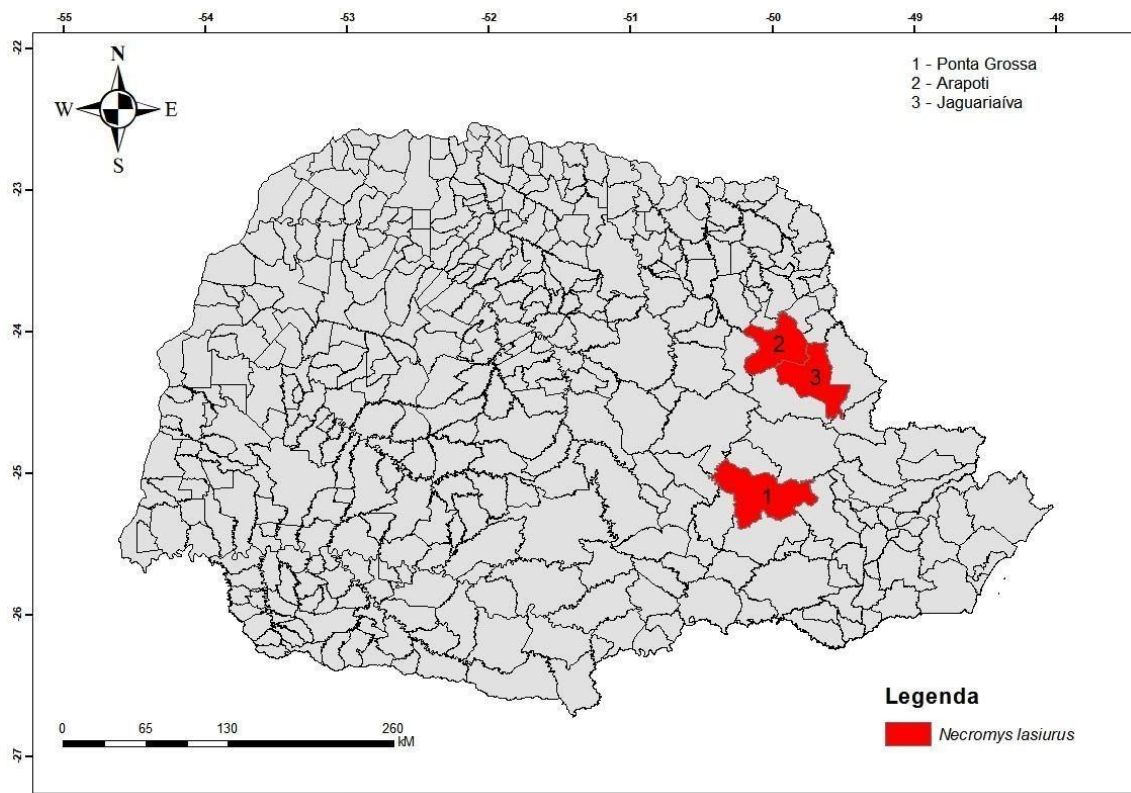 -55 -54 -53 -52 -51 -50 -49 -48
-22
N
W E
S
1 - Ponta Grossa
2 - Arapoti
3 - Jaguariaíva
-23
-24
2
3
-25
1
-26
Legenda
Necromys lasiurus
0 65 130 260
kM
-27